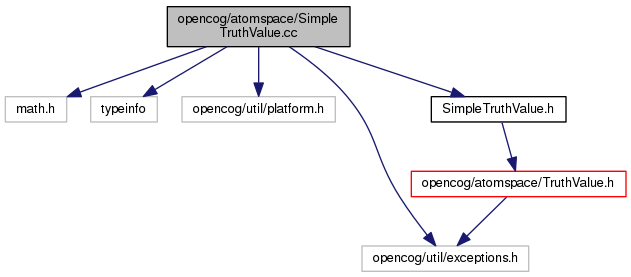 opencog/atomspace/Simple
TruthValue.cc
math.h
typeinfo
opencog/util/platform.h
SimpleTruthValue.h
opencog/atomspace/TruthValue.h
opencog/util/exceptions.h